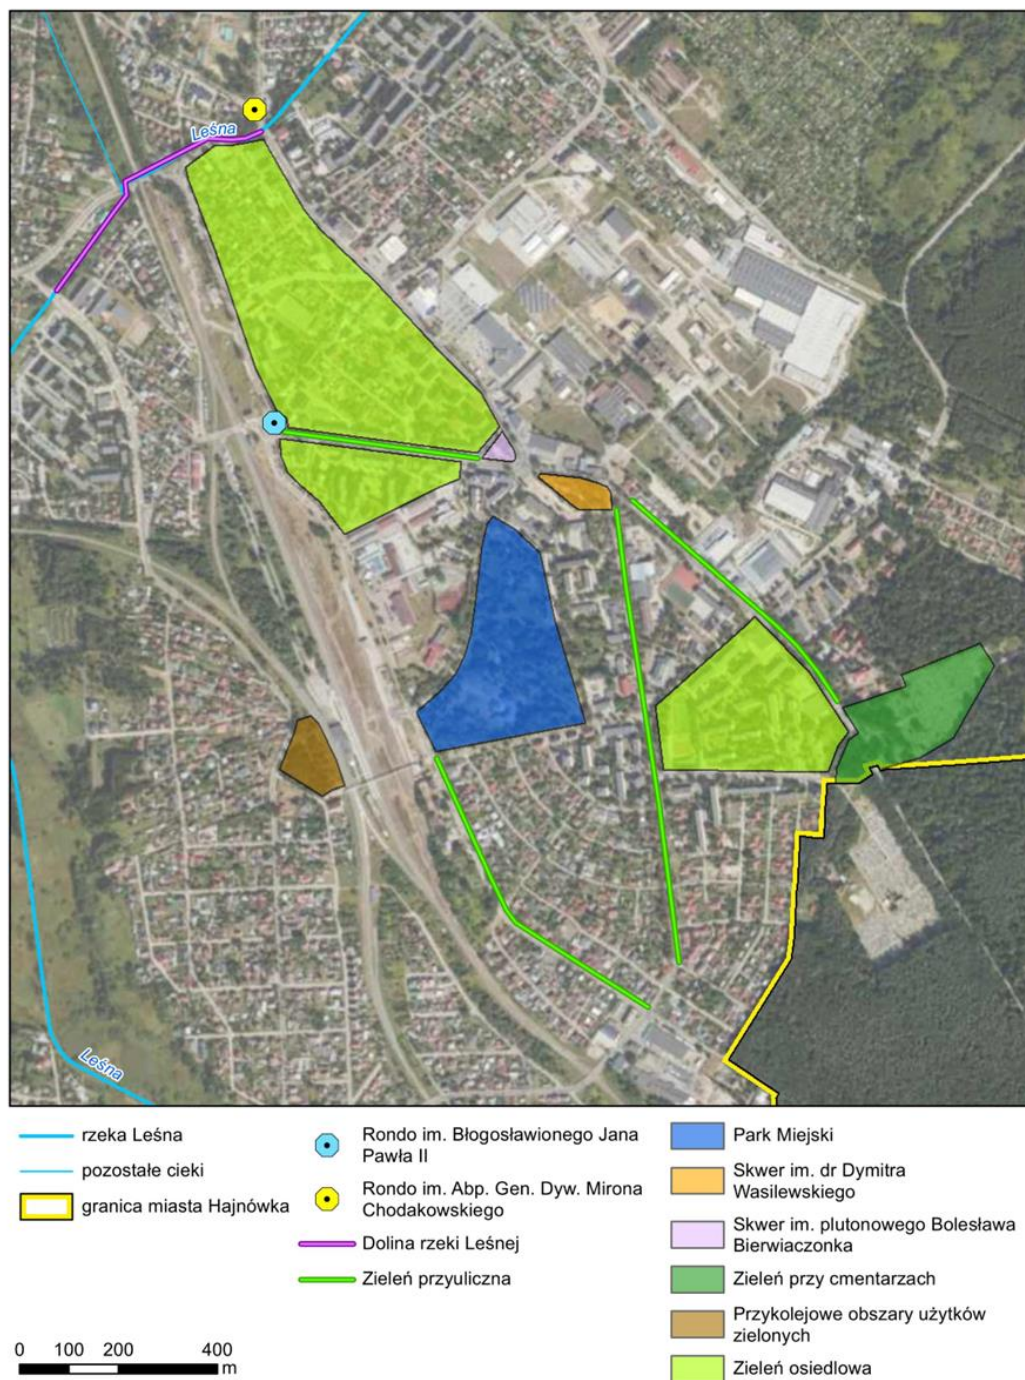 Leśna
Leśna
rzeka Leśna
pozostałe cieki
granica miasta Hajnówka
0 100 200 400
m
Rondo im. Błogosławionego Jana
Pawła II
Rondo im. Abp. Gen. Dyw. Mirona
Chodakowskiego
Dolina rzeki Leśnej
Zieleń przyuliczna
Park Miejski
Skwer im. dr Dymitra
Wasilewskiego
Skwer im. plutonowego Bolesława
Bierwiaczonka
Zieleń przy cmentarzach
Przykolejowe obszary użytków
zielonych
Zieleń osiedlowa